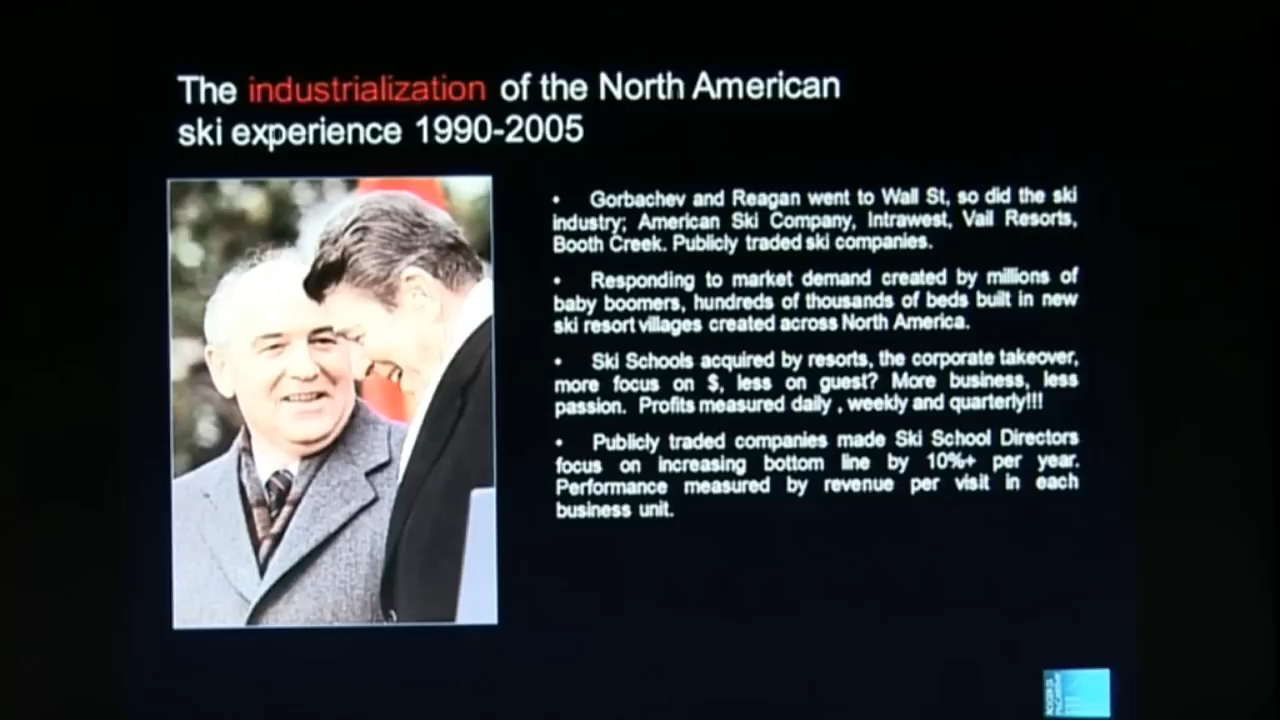 The industrialization of the North American
ski experience 1990-2005
• Gorbachev and Reagan went to Wall St, so did the ski
industry; American Ski Company, Intrawest, Vail Resorts,
Booth Creek. Publicly traded ski companies.
• Responding to market demand created by millions of
baby boomers, hundreds of thousands of beds built in new
ski resort villages created across North America.
• Ski Schools acquired by resorts, the corporate takeover,
more focus on $, less on guest? More business, less
passion. Profits measured daily , weekly and quarterly!!!
• Publicly traded companies made Ski School Directors
focus on increasing bottom line by 10%+ per year.
Performance measured by revenue per visit in each
business unit.